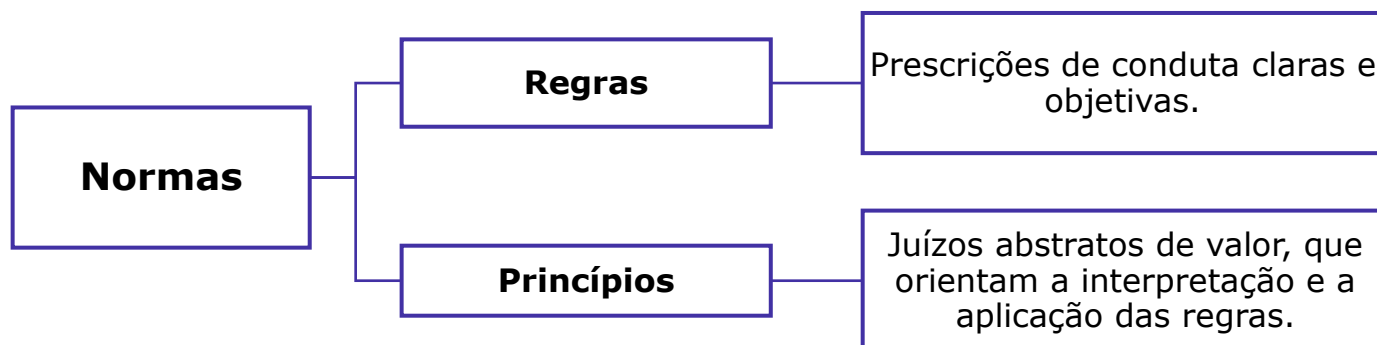 Normas
Regras
Prescrições de conduta claras e
objetivas.
Princípios
Juízos abstratos de valor, que
orientam a interpretação e a
aplicação das regras.